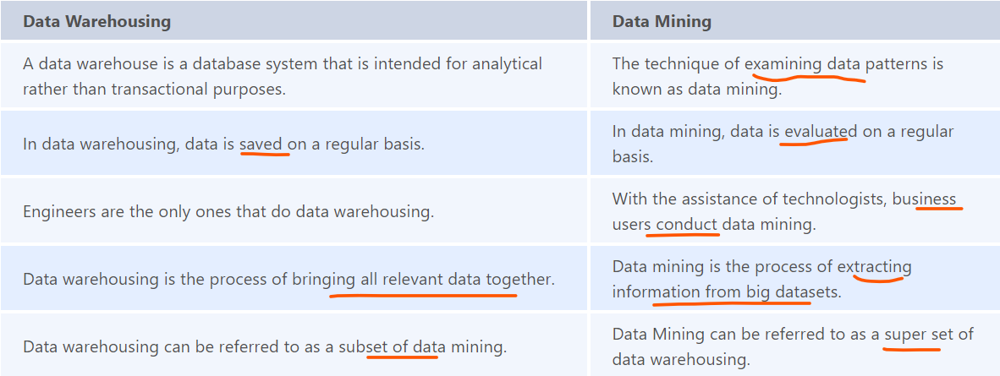 Data Warehousing
Data Mining
A data warehouse is a database system that is intended for analytical
rather than transactional purposes.
The technique of examining data patterns is
known as data mining.
In data warehousing, data is saved on a regular basis.
In data mining, data is evaluated on a regular
basis.
Engineers are the only ones that do data warehousing.
With the assistance of technologists, business
users conduct data mining.
Data warehousing is the process of bringing all relevant data together.
Data mining is the process of extracting
information from big datasets.
Data warehousing can be referred to as a subset of data mining.
Data Mining can be referred to as a super set of
data warehousing.